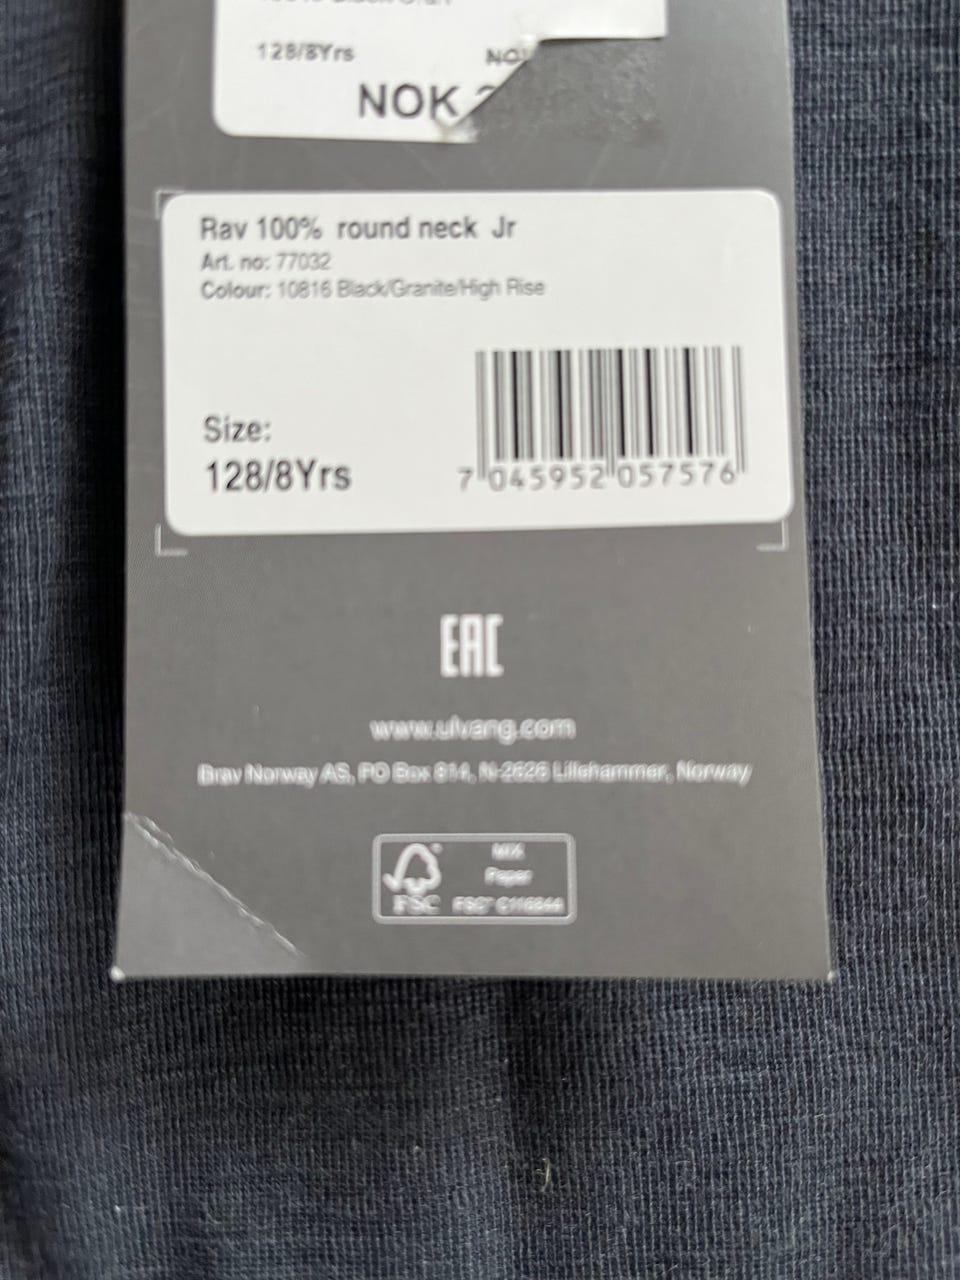 128/8Yrs
NOK
Rav 100% round neck Jr
Art. no: 77032
Colour: 10816 Black/Granite/High Rise
Size:
128/8Yrs
7 045952 057576
EAC
www.ulvang.com
Brav Norway AS, PO Box 814, N-2626 Lillehammer, Norway
MIX
Paper
FSC
FSC™ C116844